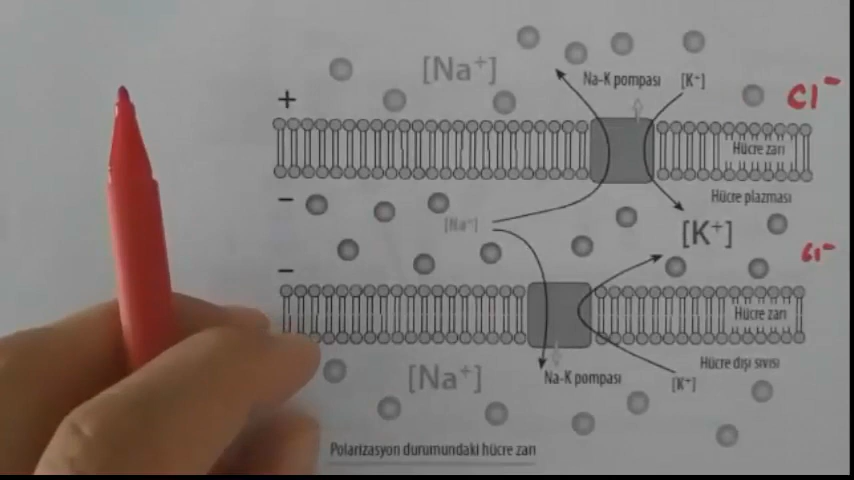 [Na⁺]
Na-K pompası
[K⁺]
Cl⁻
+
Hücre zarı
−
Hücre plazması
[Na⁺]
[K⁺]
Cl⁻
−
Hücre zarı
Hücre dışı sıvısı
[Na⁺]
Na-K pompası
[K⁺]
Polarizasyon durumundaki hücre zarı